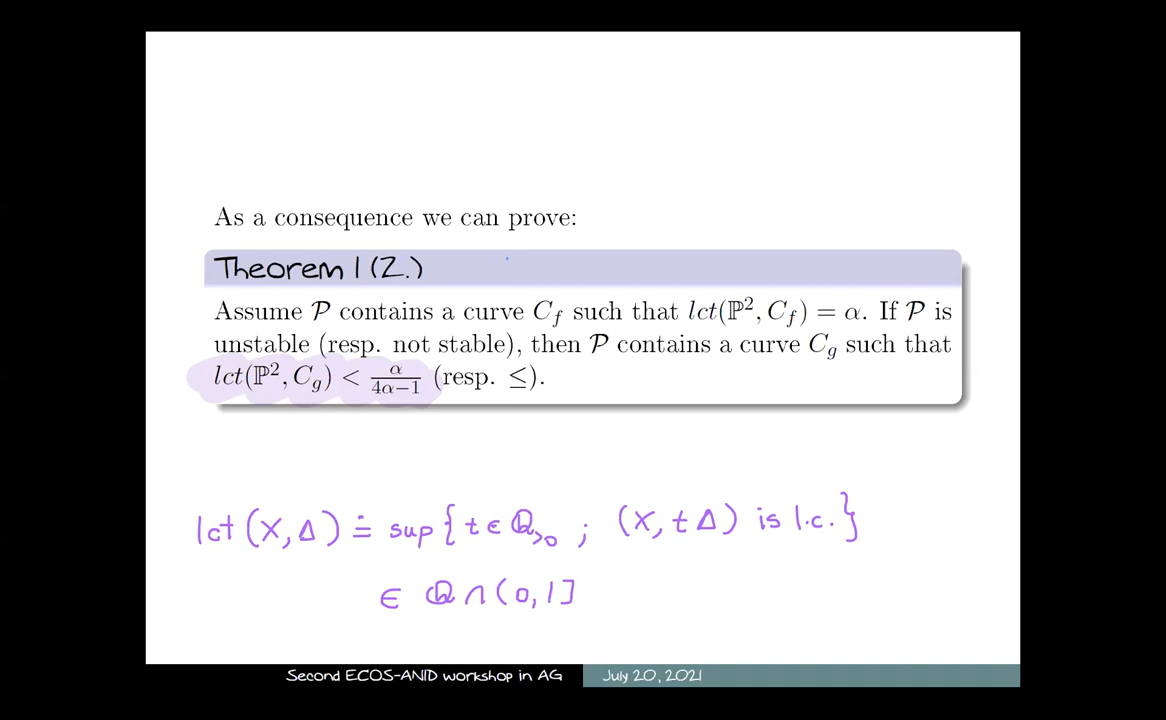 As a consequence we can prove:
Theorem 1 (Z.)
Assume 𝒫 contains a curve C_f such that lct(ℙ², C_f) = α. If 𝒫 is
unstable (resp. not stable), then 𝒫 contains a curve C_g such that
lct(ℙ², C_g) < α/(4α−1) (resp. ≤).
lct (X, Δ) ≐ sup { t ∈ ℚ_{>0} ; (X, tΔ) is l.c. }
∈ ℚ ∩ (0, 1]
Second ECOS-ANID workshop in AG
July 20, 2021